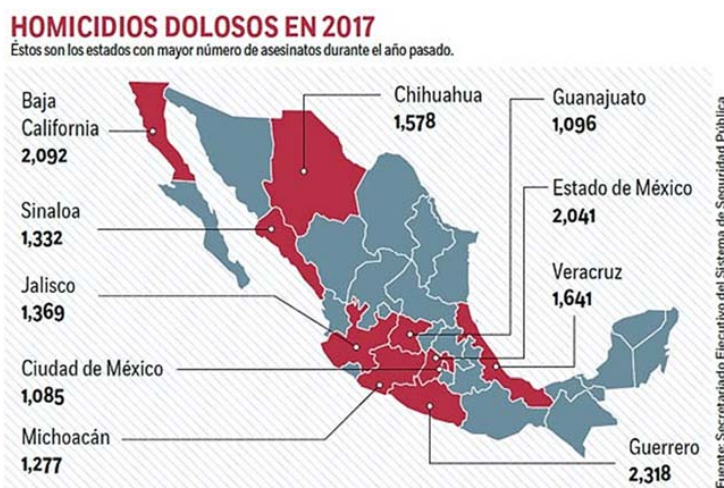 HOMICIDIOS DOLOSOS EN 2017
Éstos son los estados con mayor número de asesinatos durante el año pasado.
Baja
California
2,092
Chihuahua
1,578
Guanajuato
1,096
Estado de México
2,041
Sinaloa
1,332
Veracruz
1,641
Jalisco
1,369
Ciudad de México
1,085
Michoacán
1,277
Guerrero
2,318
Fuente: Secretariado Ejecutivo del Sistema de Seguridad Pública